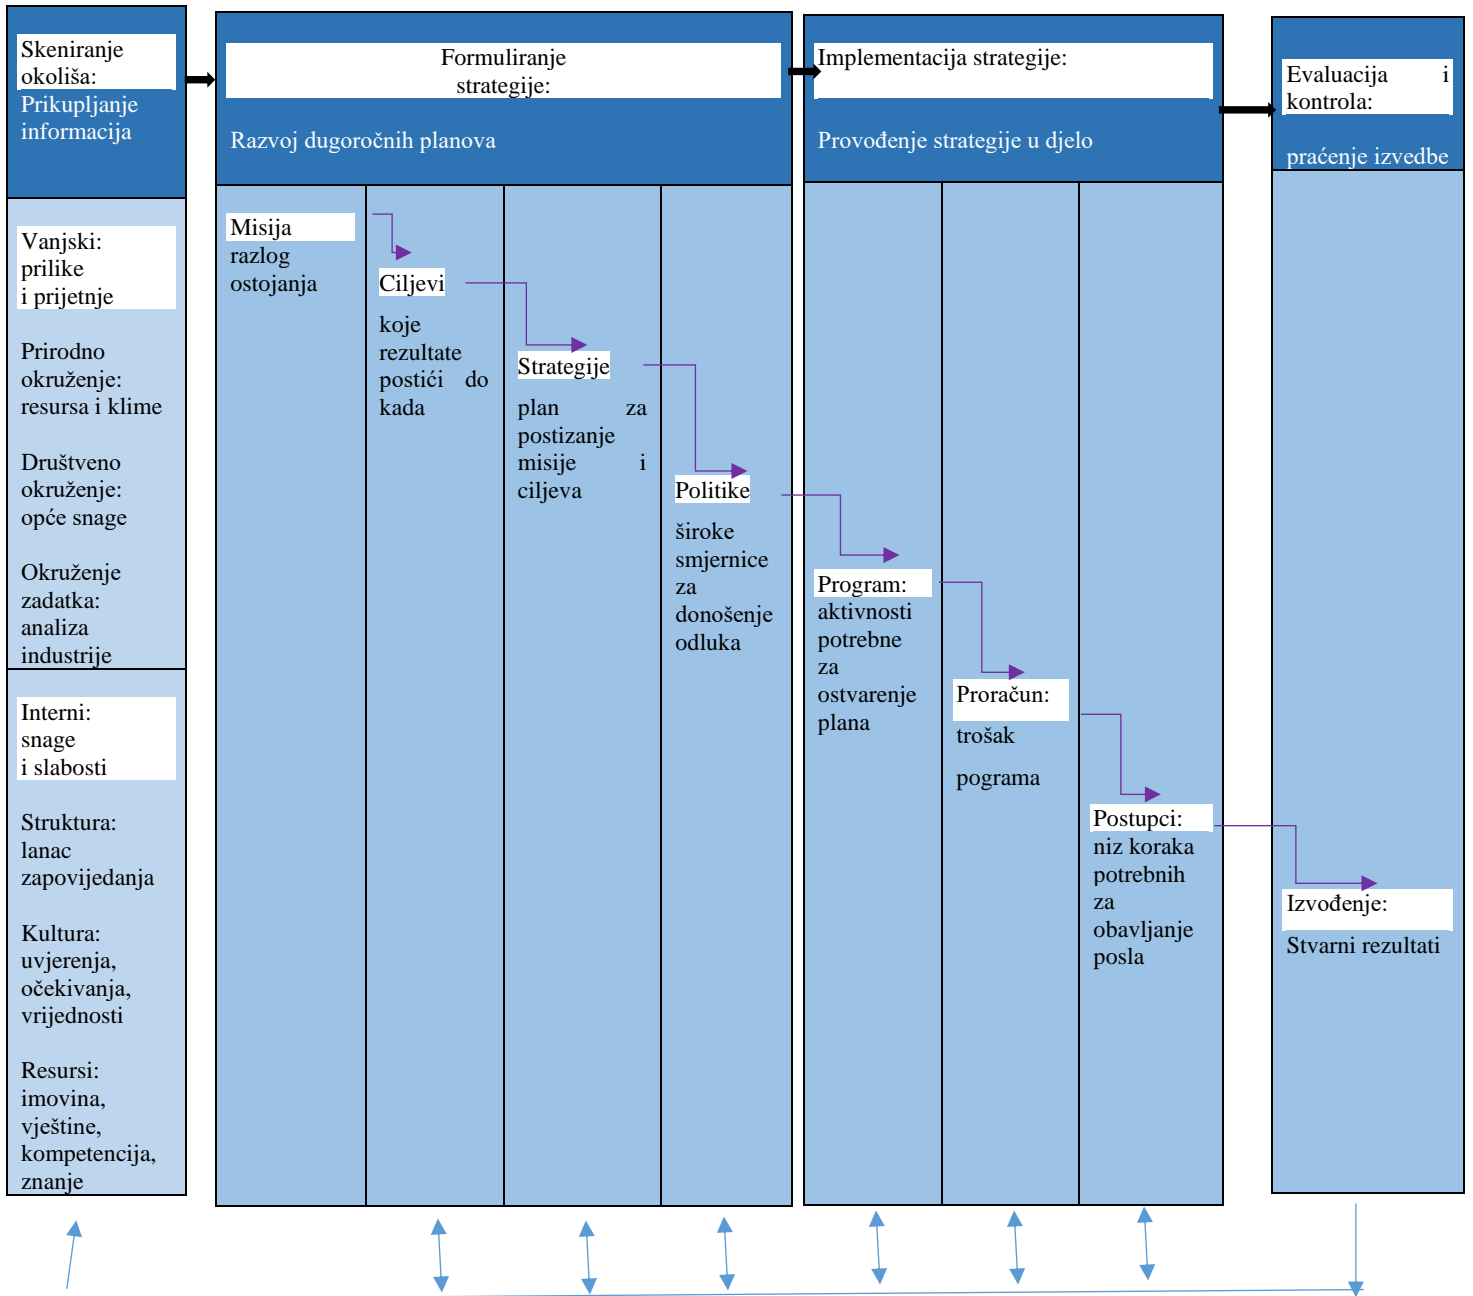 Skeniranje
okoliša:
Prikupljanje
informacija
Formuliranje
strategije:
Razvoj dugoročnih planova
Implementacija strategije:
Provođenje strategije u djelo
Evaluacija i
kontrola:
praćenje izvedbe
Vanjski:
prilike
i prijetnje
Prirodno
okruženje:
resursa i klime
Društveno
okruženje:
opće snage
Okruženje
zadatka:
analiza
industrije
Interni:
snage
i slabosti
Struktura:
lanac
zapovijedanja
Kultura:
uvjerenja,
očekivanja,
vrijednosti
Resursi:
imovina,
vještine,
kompetencija,
znanje
Misija
razlog
ostojanja
Ciljevi
koje
rezultate
postići do
kada
Strategije
plan za
postizanje
misije i
ciljeva
Politike
široke
smjernice
za
donošenje
odluka
Program:
aktivnosti
potrebne
za
ostvarenje
plana
Proračun:
trošak
pograma
Postupci:
niz koraka
potrebnih
za
obavljanje
posla
Izvođenje:
Stvarni rezultati